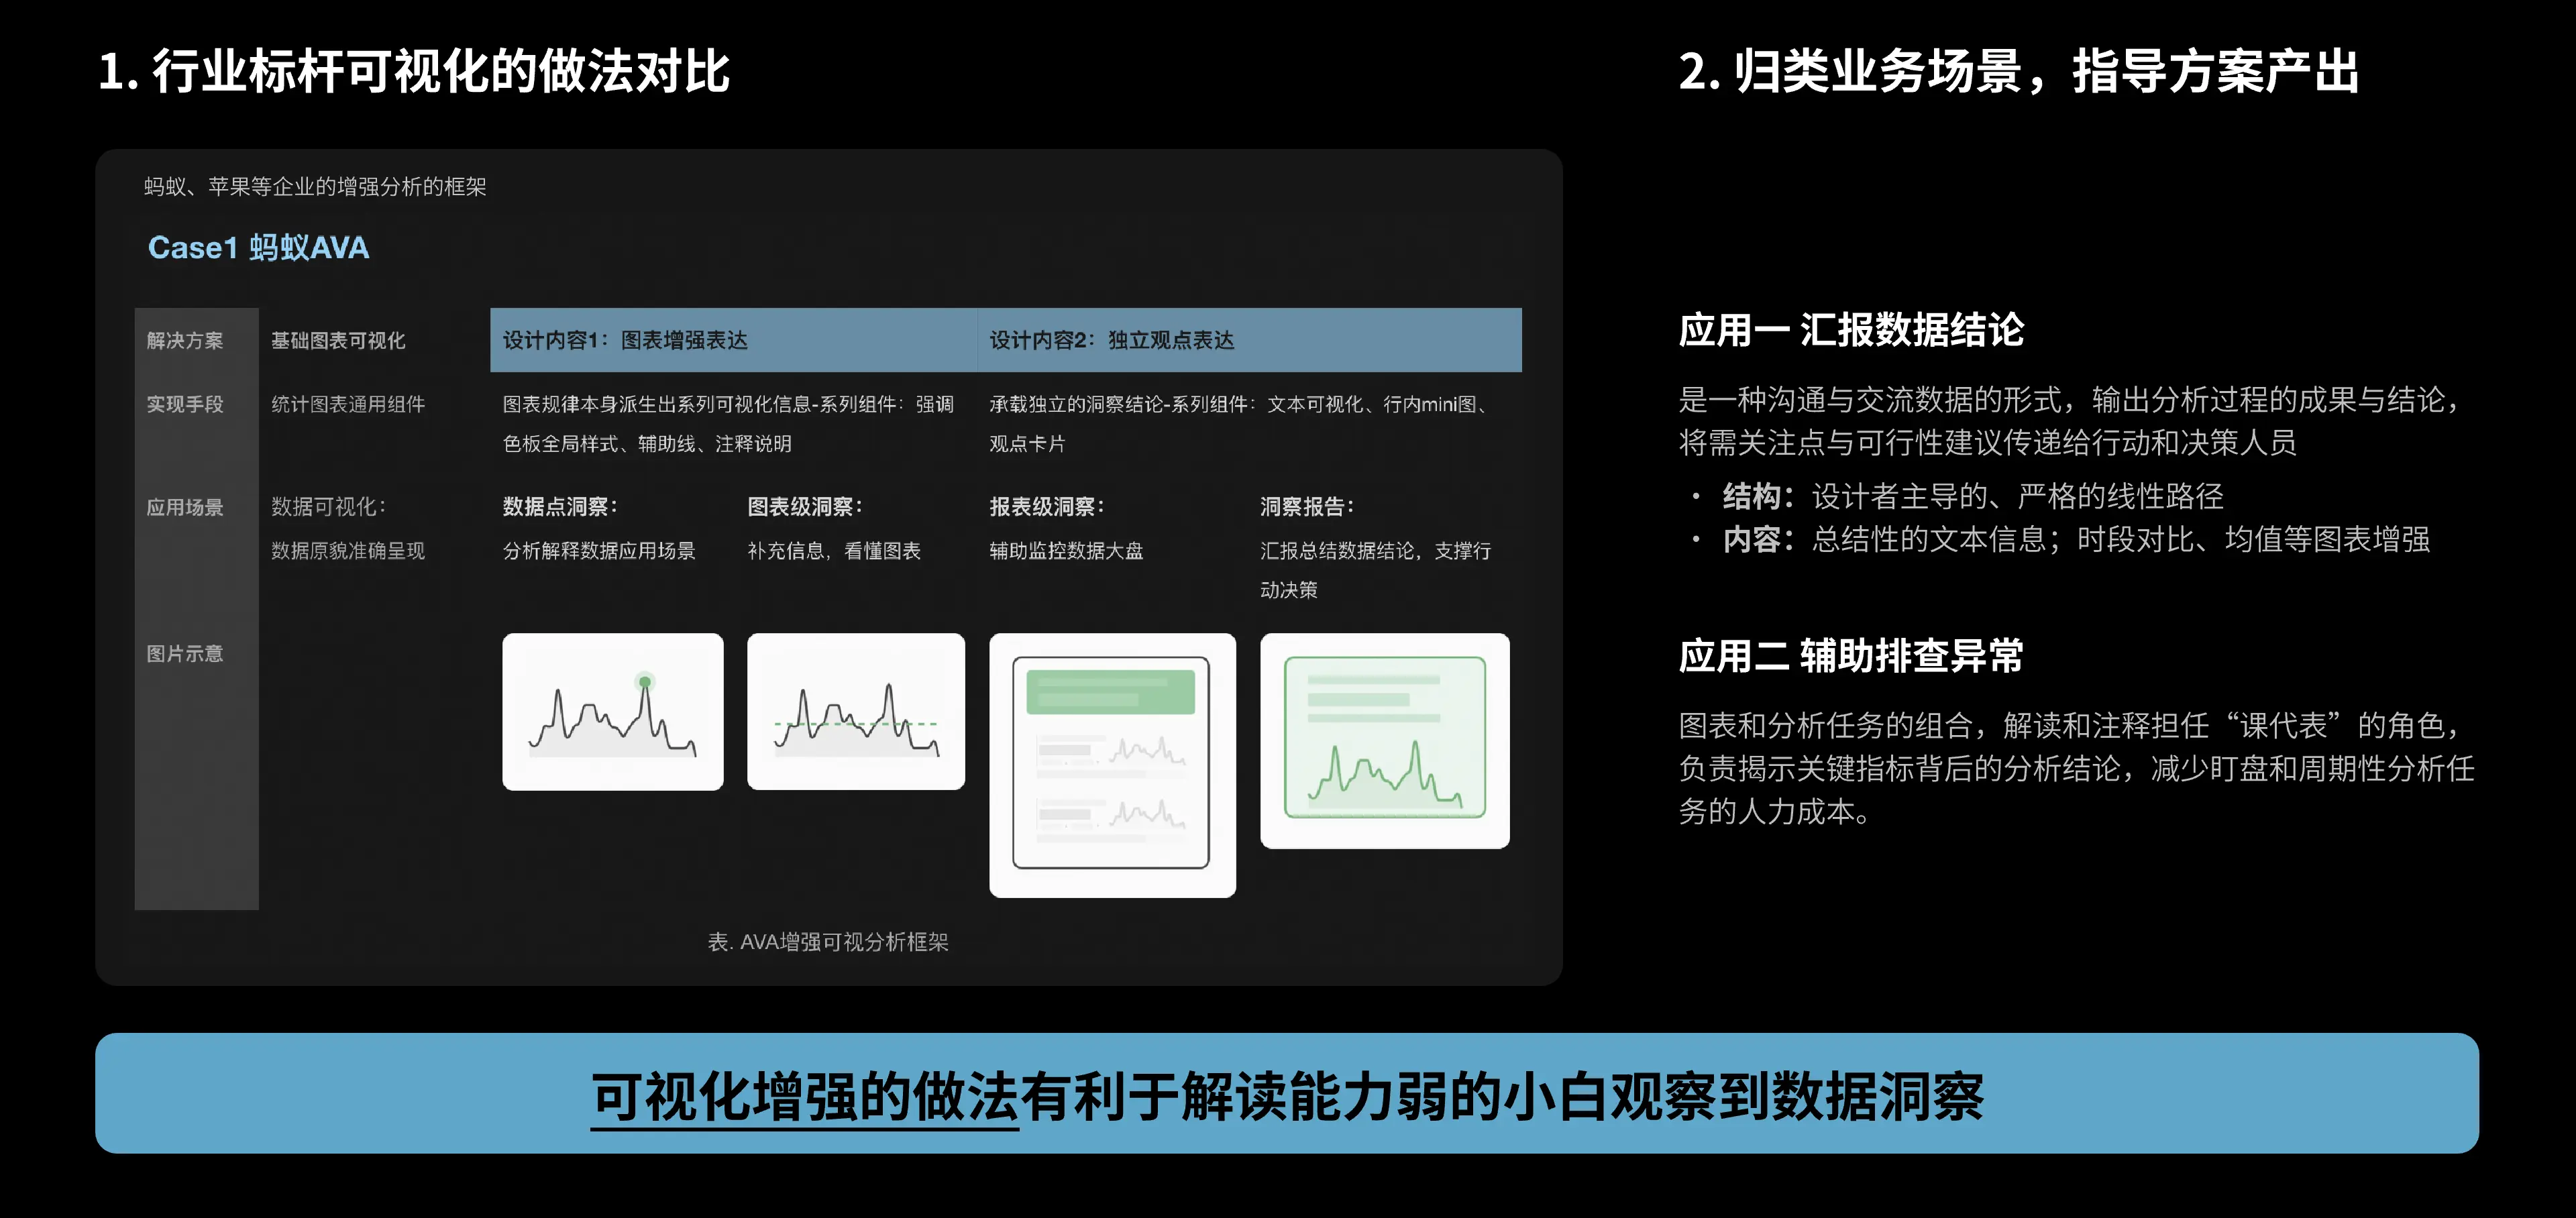 1. 行业标杆可视化的做法对比
蚂蚁、苹果等企业的增强分析的框架
Case1 蚂蚁AVA
解决方案 基础图表可视化 设计内容1：图表增强表达 设计内容2：独立观点表达
实现手段 统计图表通用组件 图表规律本身派生出系列可视化信息-系列组件：强调 承载独立的洞察结论-系列组件：文本可视化、行内mini图、
色板全局样式、辅助线、注释说明 观点卡片
应用场景 数据可视化： 数据点洞察： 图表级洞察： 报表级洞察： 洞察报告：
数据原貌准确呈现 分析解释数据应用场景 补充信息，看懂图表 辅助监控数据大盘 汇报总结数据结论，支撑行
动决策
图片示意
表. AVA增强可视分析框架
2. 归类业务场景，指导方案产出
应用一 汇报数据结论
是一种沟通与交流数据的形式，输出分析过程的成果与结论，
将需关注点与可行性建议传递给行动和决策人员
• 结构：设计者主导的、严格的线性路径
• 内容：总结性的文本信息；时段对比、均值等图表增强
应用二 辅助排查异常
图表和分析任务的组合，解读和注释担任“课代表”的角色，
负责揭示关键指标背后的分析结论，减少盯盘和周期性分析任
务的人力成本。
可视化增强的做法有利于解读能力弱的小白观察到数据洞察